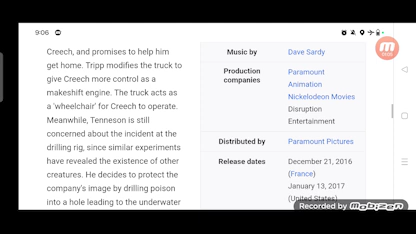 9:06
Creech, and promises to help him
get home. Tripp modifies the truck to
give Creech more control as a
makeshift engine. The truck acts as
a 'wheelchair' for Creech to operate.
Meanwhile, Tenneson is still
concerned about the incident at the
drilling rig, since similar experiments
have revealed the existence of other
creatures. He decides to protect the
company's image by drilling poison
into a hole leading to the underwater
Music by Dave Sardy
Production
companies
Paramount
Animation
Nickelodeon Movies
Disruption
Entertainment
Distributed by Paramount Pictures
Release dates December 21, 2016
(France)
January 13, 2017
(United States)
Recorded by Mobizen